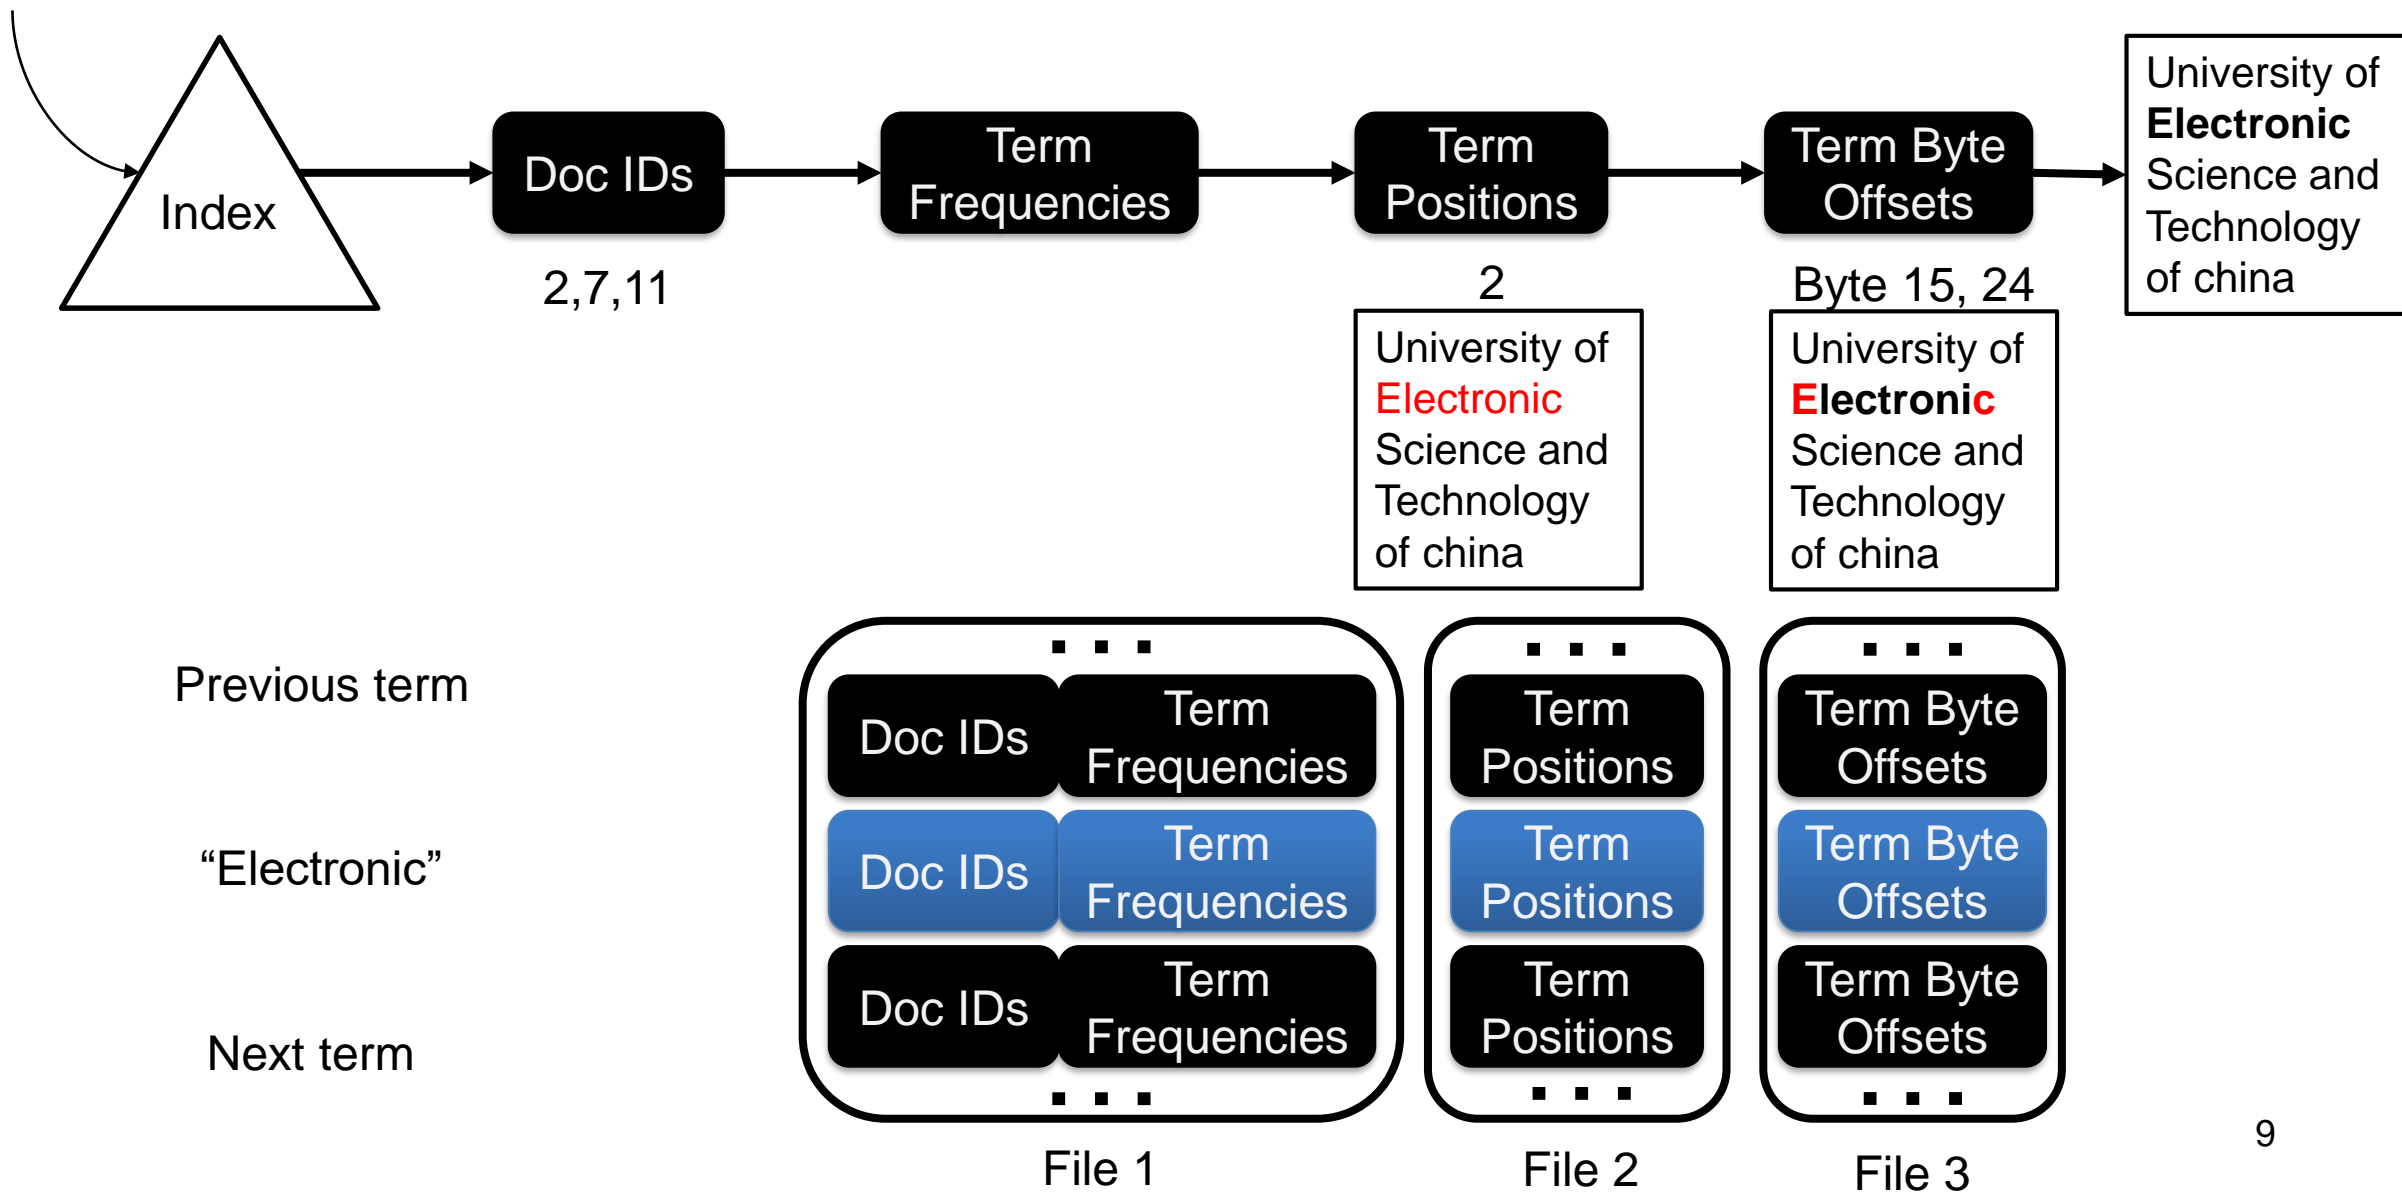 Index
Doc IDs
2,7,11
Term
Frequencies
Term
Positions
2
University of
Electronic
Science and
Technology
of china
Term Byte
Offsets
Byte 15, 24
University of
Electronic
Science and
Technology
of china
University of
Electronic
Science and
Technology
of china
Previous term
Doc IDs
Term
Frequencies
Term
Positions
Term Byte
Offsets
“Electronic”
Doc IDs
Term
Frequencies
Term
Positions
Term Byte
Offsets
Next term
Doc IDs
Term
Frequencies
Term
Positions
Term Byte
Offsets
File 1
File 2
File 3
9